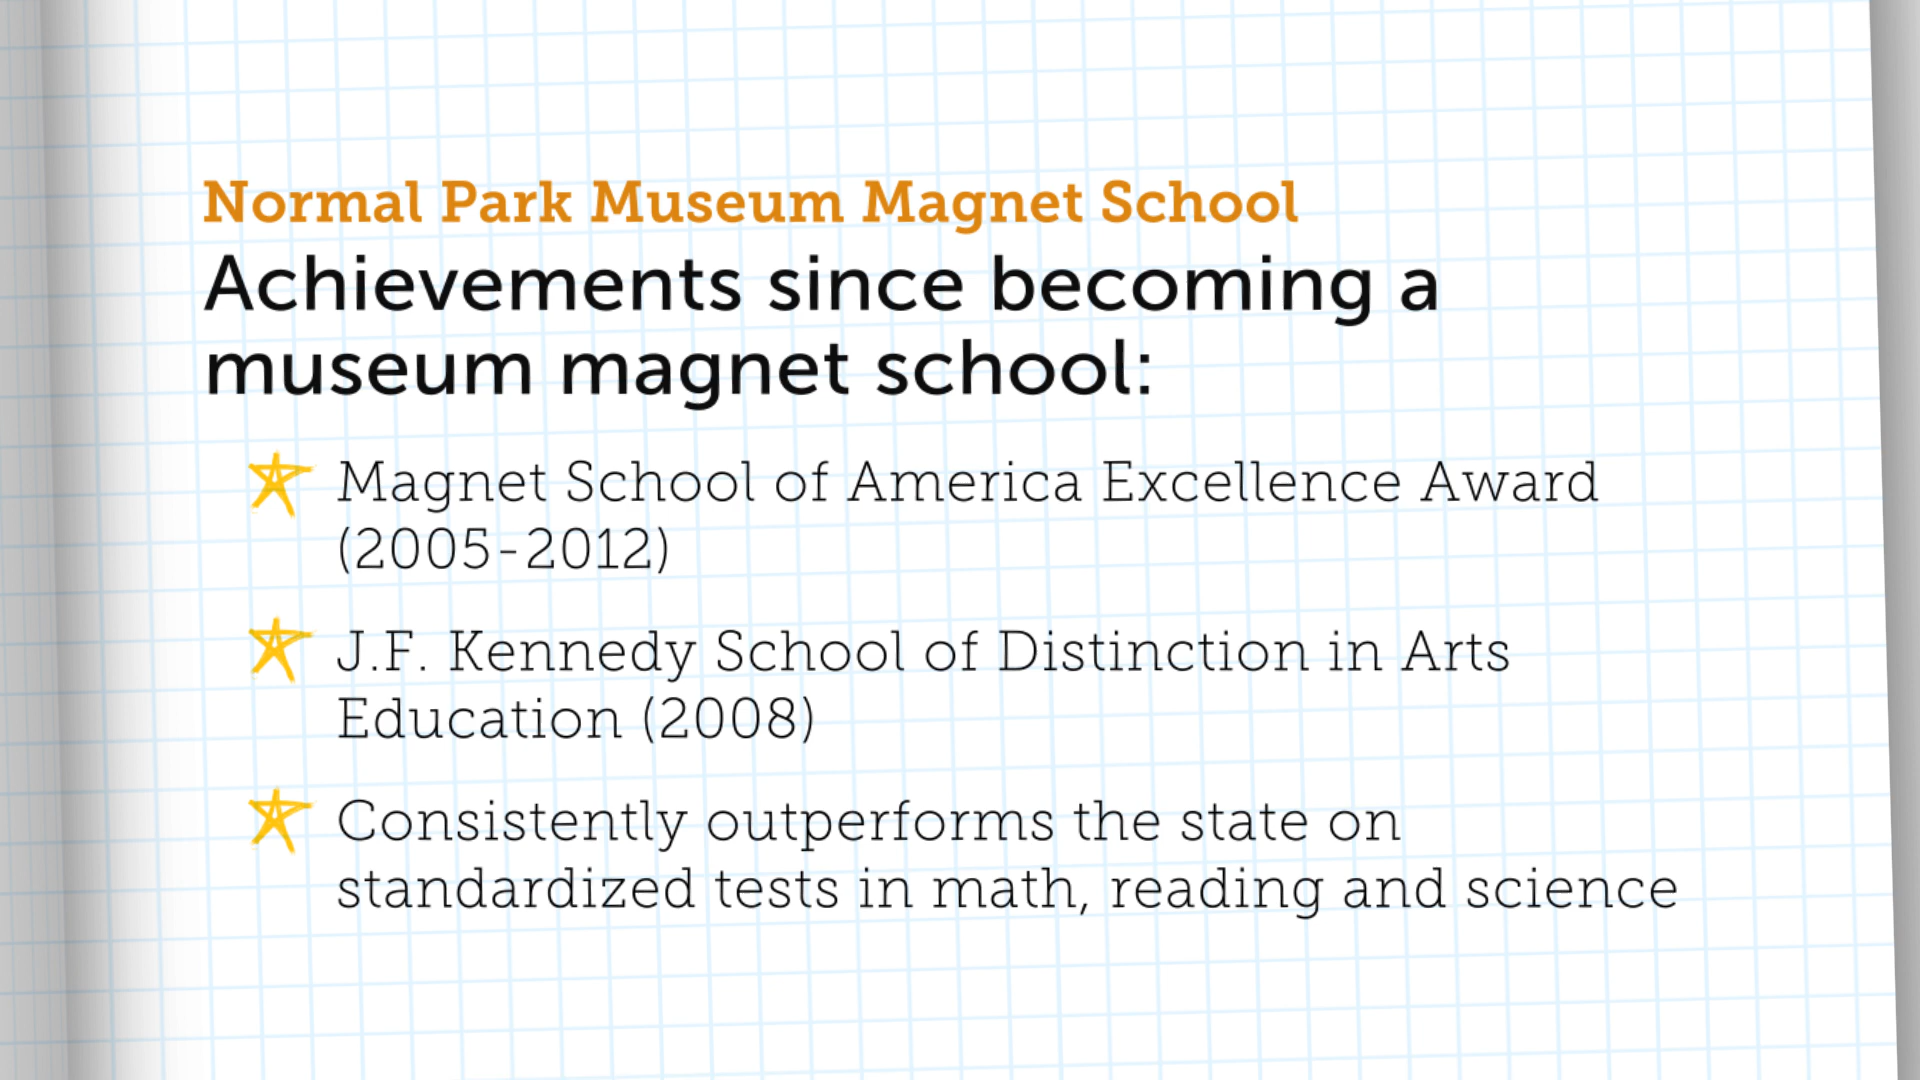 Normal Park Museum Magnet School
Achievements since becoming a
museum magnet school:
Magnet School of America Excellence Award
(2005-2012)
J.F. Kennedy School of Distinction in Arts
Education (2008)
Consistently outperforms the state on
standardized tests in math, reading and science